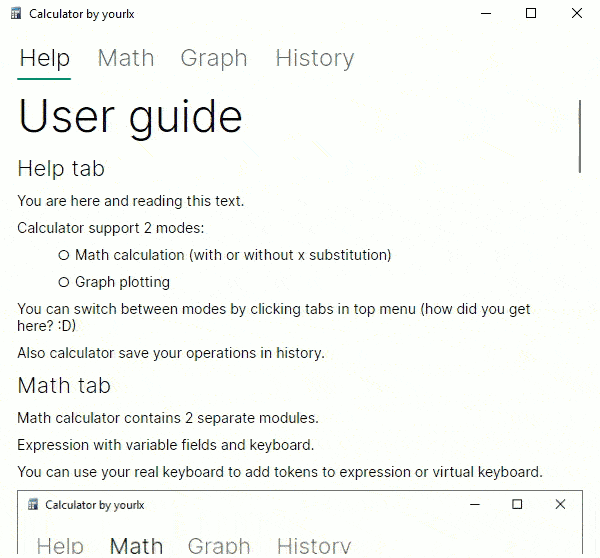 Calculator by yourlx
Help Math Graph History
User guide
Help tab
You are here and reading this text.
Calculator support 2 modes:
Math calculation (with or without x substitution)
Graph plotting
You can switch between modes by clicking tabs in top menu (how did you get
here? :D)
Also calculator save your operations in history.
Math tab
Math calculator contains 2 separate modules.
Expression with variable fields and keyboard.
You can use your real keyboard to add tokens to expression or virtual keyboard.
Calculator by yourlx
Help Math Graph History